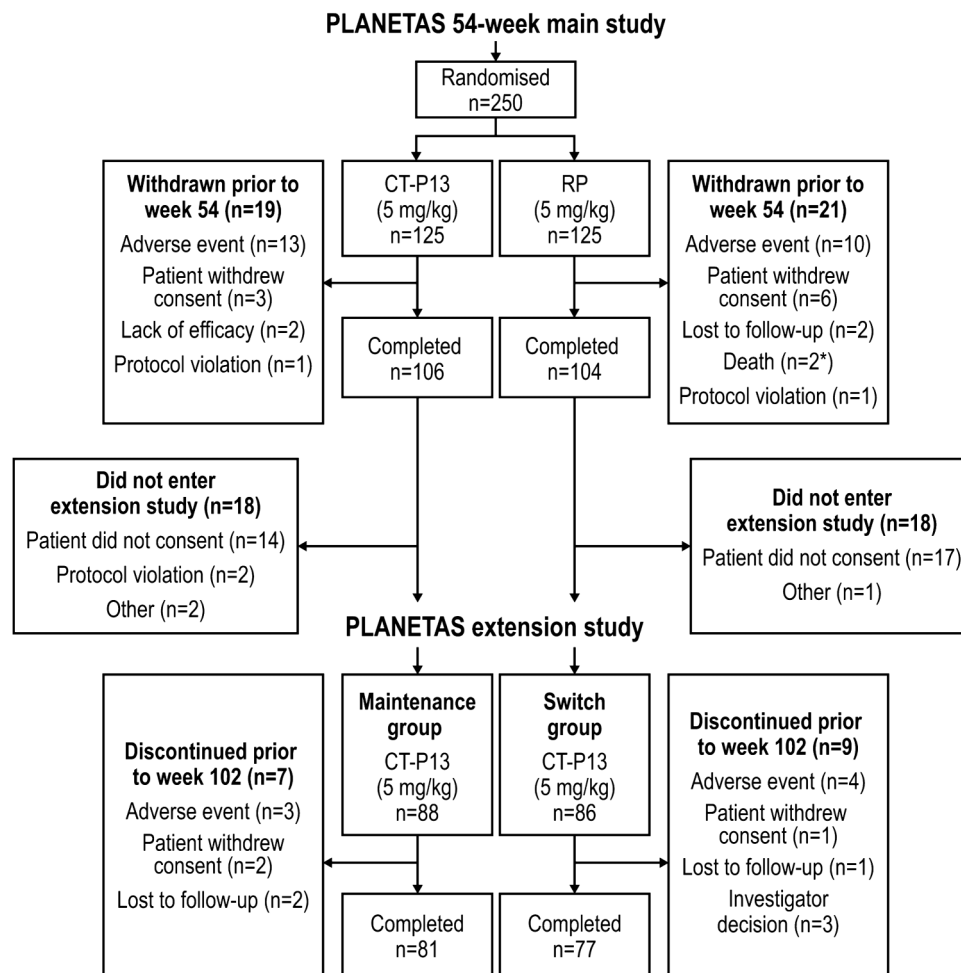 PLANETAS 54-week main study
Randomised
n=250
Withdrawn prior to
week 54 (n=19)
Adverse event (n=13)
Patient withdrew
consent (n=3)
Lack of efficacy (n=2)
Protocol violation (n=1)
CT-P13
(5 mg/kg)
n=125
RP
(5 mg/kg)
n=125
Withdrawn prior to
week 54 (n=21)
Adverse event (n=10)
Patient withdrew
consent (n=6)
Lost to follow-up (n=2)
Death (n=2*)
Protocol violation (n=1)
Completed
n=106
Completed
n=104
Did not enter
extension study (n=18)
Patient did not consent (n=14)
Protocol violation (n=2)
Other (n=2)
Did not enter
extension study (n=18)
Patient did not consent (n=17)
Other (n=1)
PLANETAS extension study
Discontinued prior
to week 102 (n=7)
Adverse event (n=3)
Patient withdrew
consent (n=2)
Lost to follow-up (n=2)
Maintenance
group
CT-P13
(5 mg/kg)
n=88
Switch
group
CT-P13
(5 mg/kg)
n=86
Discontinued prior
to week 102 (n=9)
Adverse event (n=4)
Patient withdrew
consent (n=1)
Lost to follow-up (n=1)
Investigator
decision (n=3)
Completed
n=81
Completed
n=77